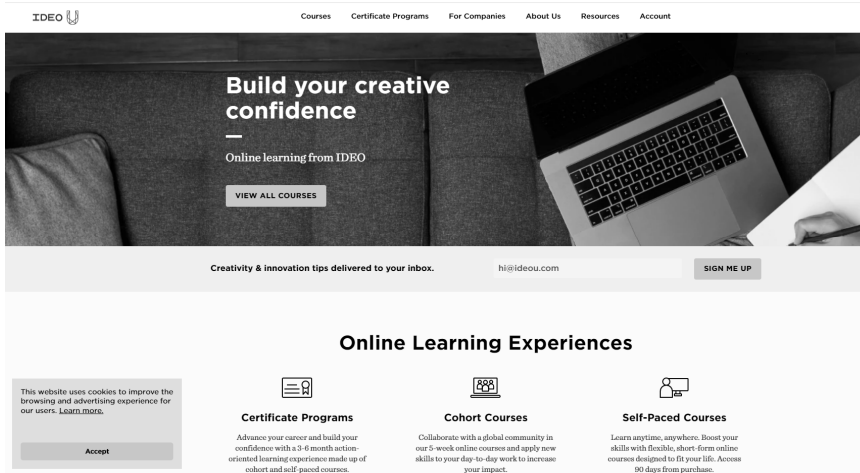 IDEO U
Courses Certificate Programs For Companies About Us Resources Account
Build your creative
confidence
Online learning from IDEO
VIEW ALL COURSES
Creativity & innovation tips delivered to your inbox.
hi@ideou.com
SIGN ME UP
Online Learning Experiences
This website uses cookies to improve the
browsing and advertising experience for
our users. Learn more.
Accept
Certificate Programs
Advance your career and build your
confidence with a 3-6 month action-
oriented learning experience made up of
cohort and self-paced courses.
Cohort Courses
Collaborate with a global community in
our 5-week online courses and apply new
skills to your day-to-day work to increase
your impact.
Self-Paced Courses
Learn anytime, anywhere. Boost your
skills with flexible, short-form online
courses designed to fit your life. Access
90 days from purchase.